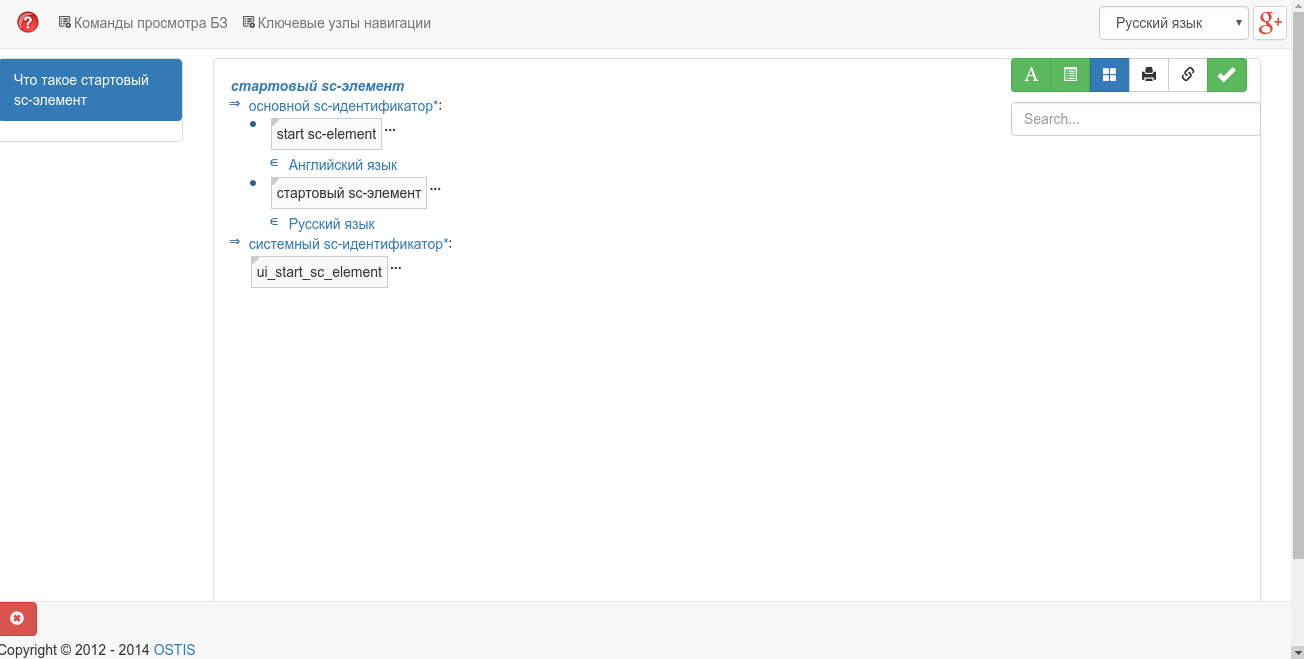 Команды просмотра БЗ Ключевые узлы навигации Русский язык g+
Что такое стартовый
sc-элемент
стартовый sc-элемент
⇒ основной sc-идентификатор*:
• start sc-element ...
∈ Английский язык
• стартовый sc-элемент ...
∈ Русский язык
⇒ системный sc-идентификатор*:
ui_start_sc_element ...
A
Search...
Copyright © 2012 - 2014 OSTIS